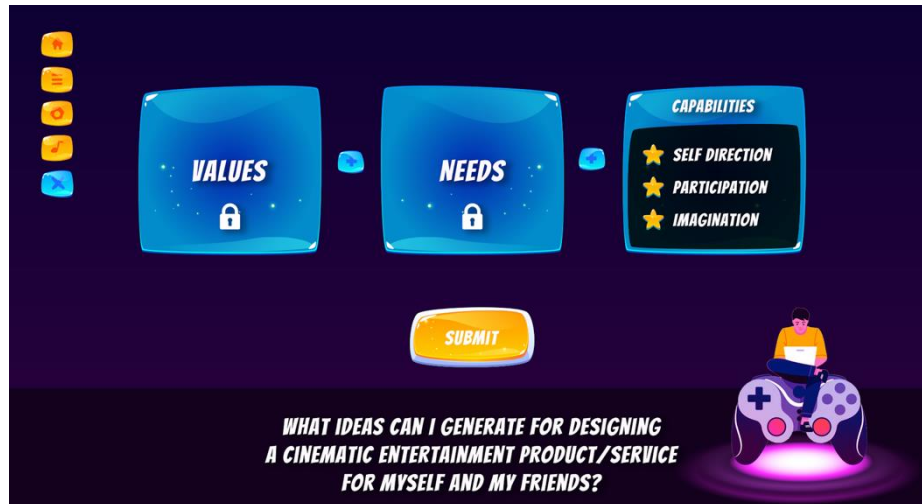 VALUES
NEEDS
CAPABILITIES
SELF DIRECTION
PARTICIPATION
IMAGINATION
SUBMIT
WHAT IDEAS CAN I GENERATE FOR DESIGNING
A CINEMATIC ENTERTAINMENT PRODUCT/SERVICE
FOR MYSELF AND MY FRIENDS?